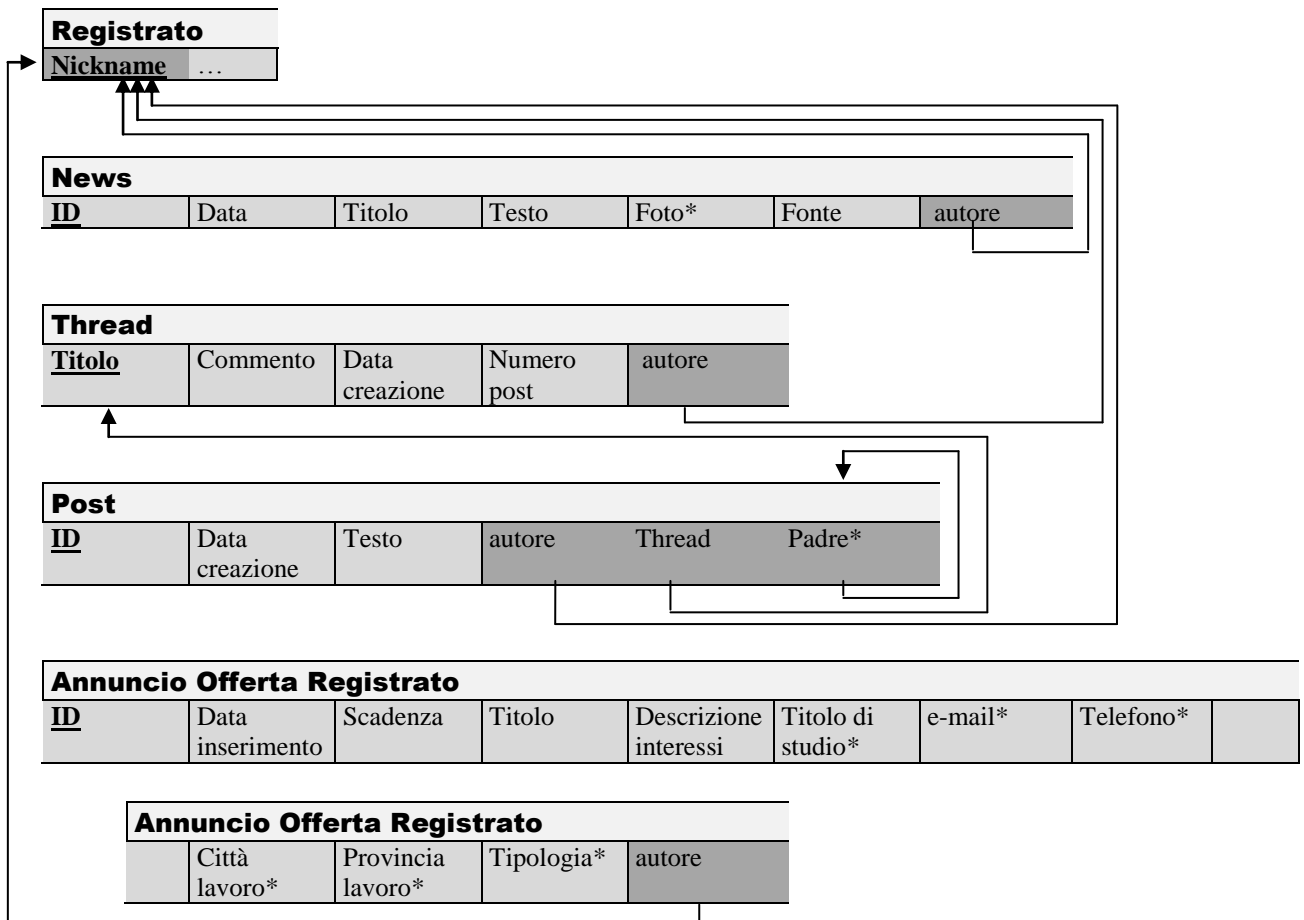 Registrato
Nickname …
News
ID Data Titolo Testo Foto* Fonte autore
Thread
Titolo Commento Data Numero autore
creazione post
Post
ID Data Testo autore Thread Padre*
creazione
Annuncio Offerta Registrato
ID Data Scadenza Titolo Descrizione Titolo di e-mail* Telefono*
inserimento interessi studio*
Annuncio Offerta Registrato
Città Provincia Tipologia* autore
lavoro* lavoro*